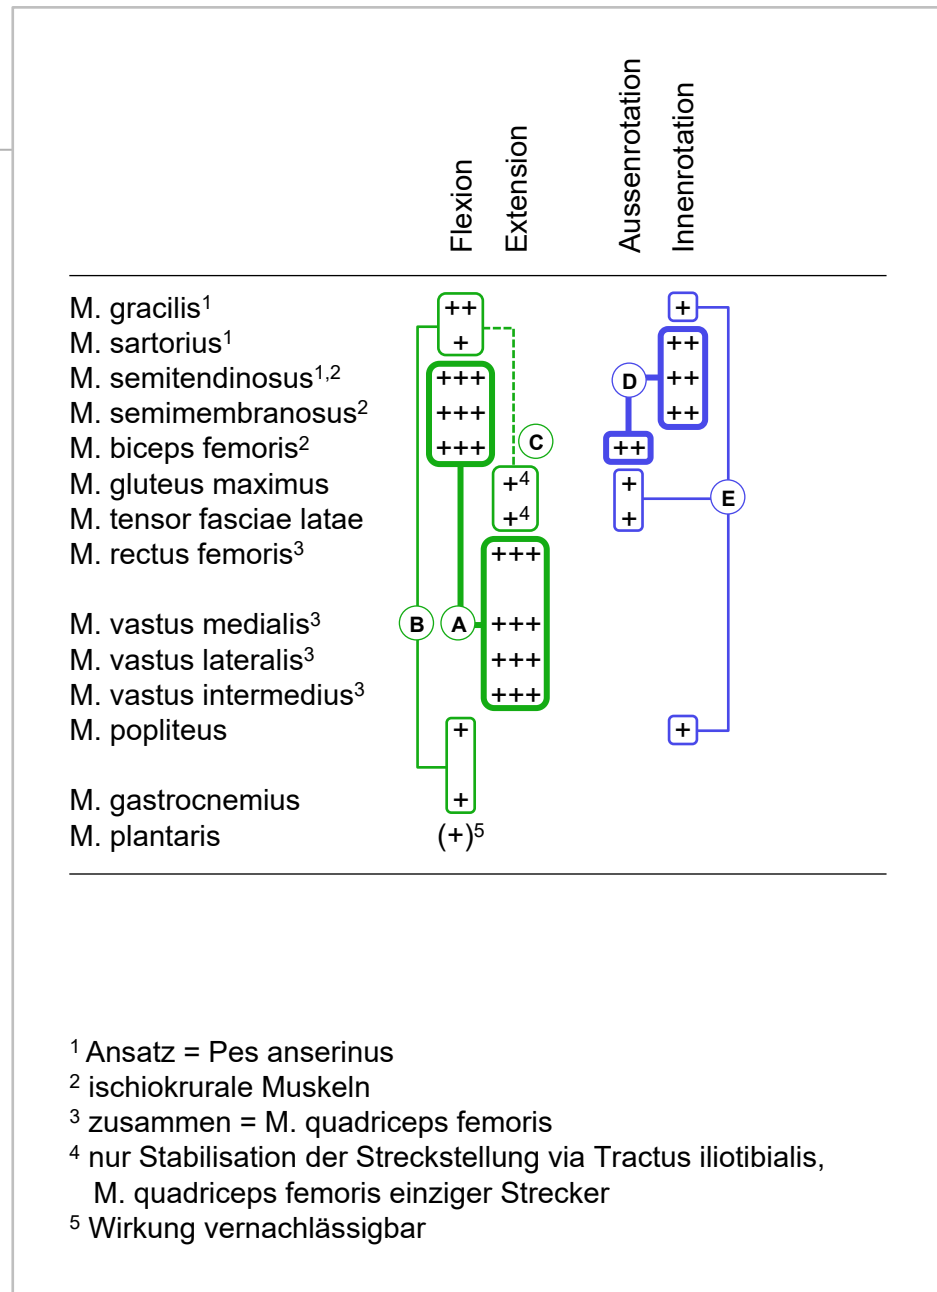 Flexion Extension Aussenrotation Innenrotation
M. gracilis¹ ++ +
M. sartorius¹ + ++
M. semitendinosus¹,² +++ D ++
M. semimembranosus² +++ ++
M. biceps femoris² +++ C ++
M. gluteus maximus +⁴ + E
M. tensor fasciae latae +⁴ +
M. rectus femoris³ +++
M. vastus medialis³ B A +++
M. vastus lateralis³ +++
M. vastus intermedius³ +++
M. popliteus + +
M. gastrocnemius +
M. plantaris (+)⁵
¹ Ansatz = Pes anserinus
² ischiokrurale Muskeln
³ zusammen = M. quadriceps femoris
⁴ nur Stabilisation der Streckstellung via Tractus iliotibialis,
M. quadriceps femoris einziger Strecker
⁵ Wirkung vernachlässigbar